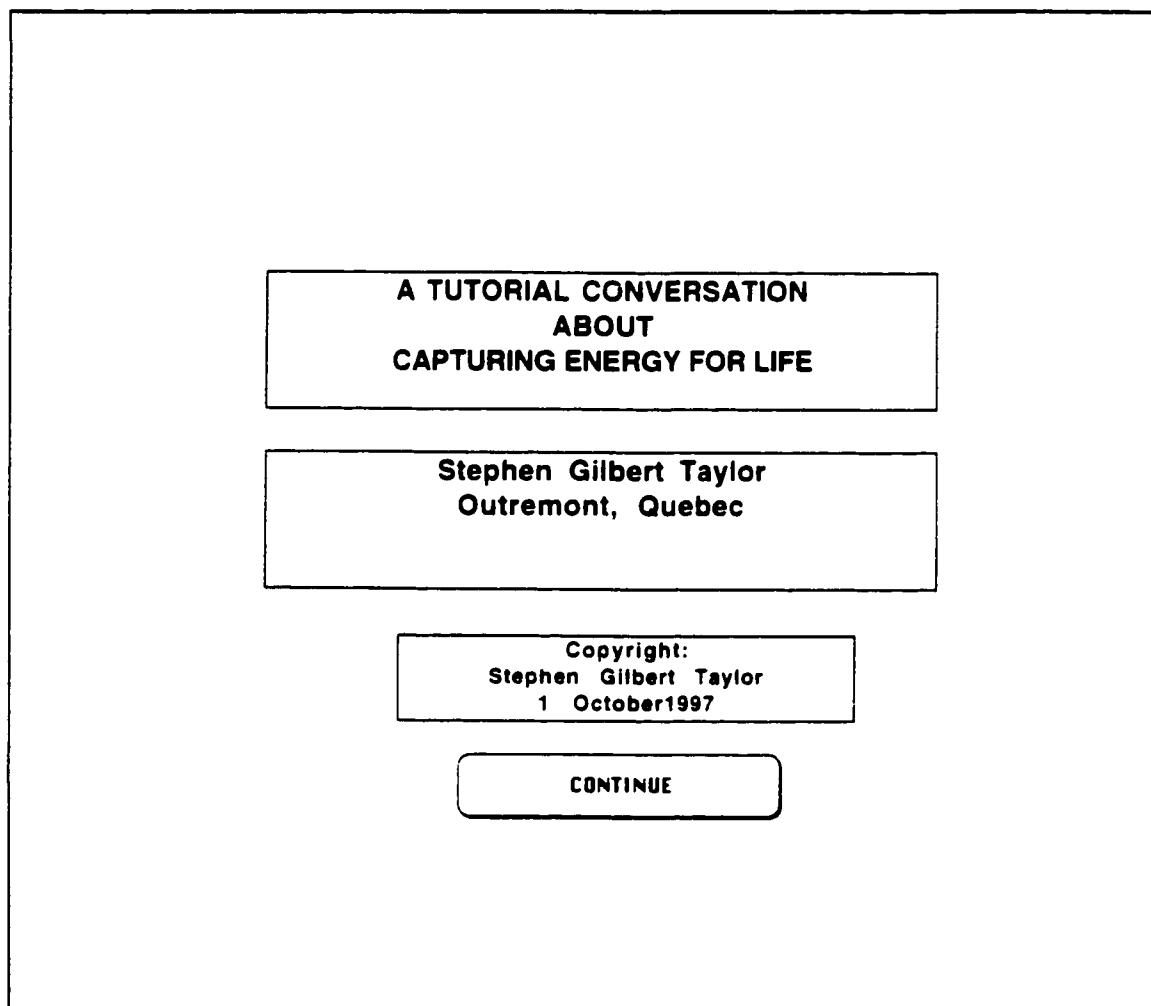 A TUTORIAL CONVERSATION
ABOUT
CAPTURING ENERGY FOR LIFE
Stephen Gilbert Taylor
Outremont, Quebec
Copyright:
Stephen Gilbert Taylor
1 October1997
CONTINUE